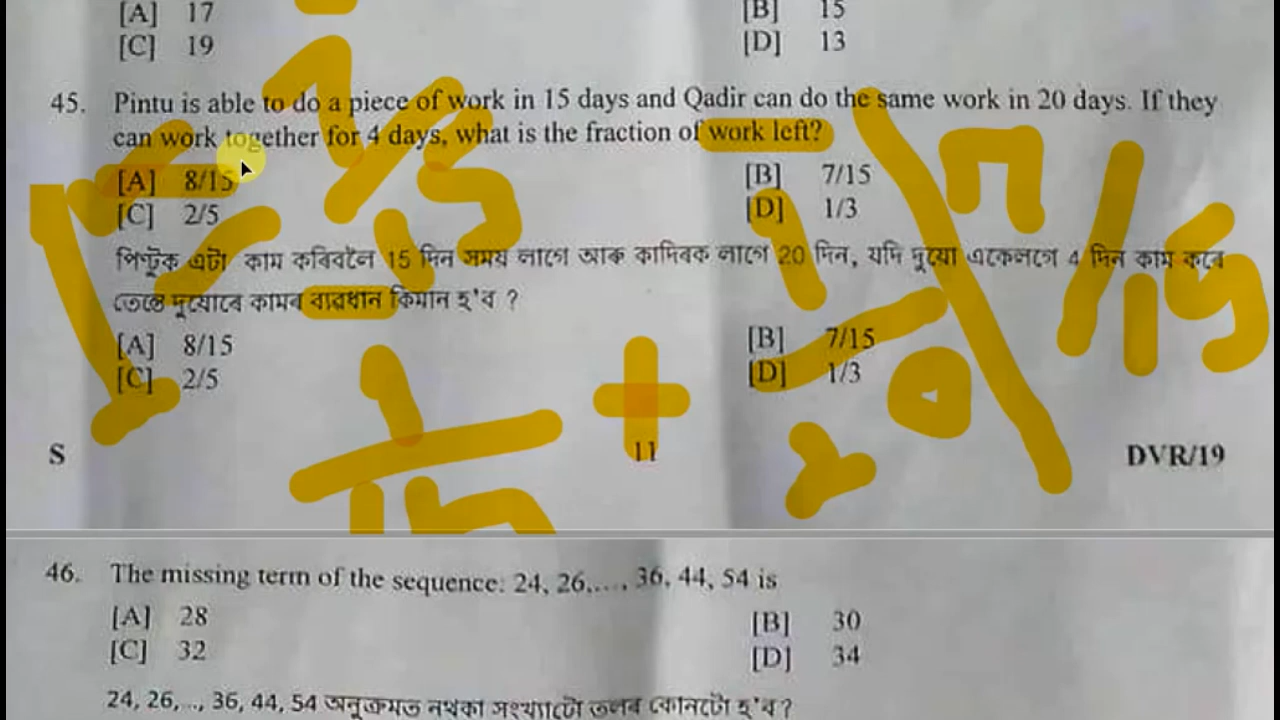 [A] 17 [B] 15
[C] 19 [D] 13
45. Pintu is able to do a piece of work in 15 days and Qadir can do the same work in 20 days. If they
can work together for 4 days, what is the fraction of work left?
[A] 8/15 [B] 7/15
[C] 2/5 [D] 1/3
পিণ্টুক এটা কাম কৰিবলৈ 15 দিন সময় লাগে আৰু কাদিৰক লাগে 20 দিন, যদি দুয়ো একেলগে 4 দিন কাম কৰে
তেন্তে দুয়োৰে কামৰ ব্যৱধান কিমান হ'ব ?
[A] 8/15 [B] 7/15
[C] 2/5 [D] 1/3
S 11 DVR/19
46. The missing term of the sequence: 24, 26,..., 36, 44, 54 is
[A] 28 [B] 30
[C] 32 [D] 34
24, 26, .., 36, 44, 54 অনুক্ৰমত নথকা সংখ্যাটো তলৰ কোনটো হ'ব ?